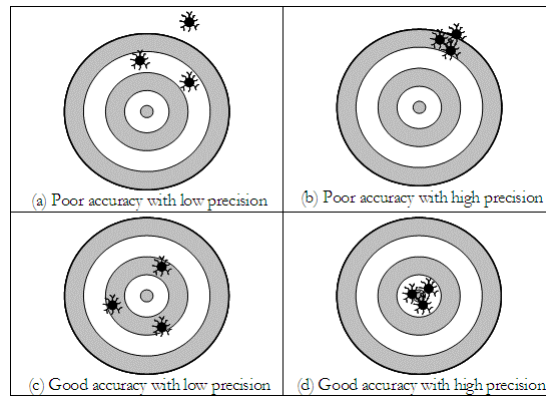 (a) Poor accuracy with low precision
(b) Poor accuracy with high precision
(c) Good accuracy with low precision
(d) Good accuracy with high precision